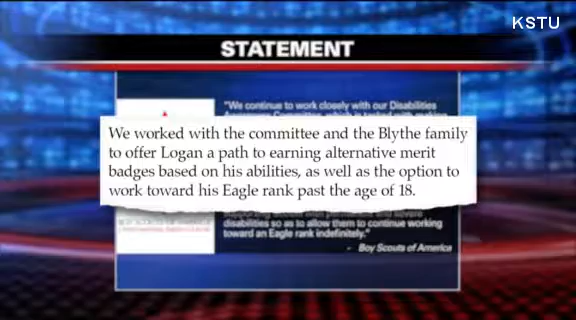 KSTU
STATEMENT
"We continue to work closely with our Disabilities
We worked with the committee and the Blythe family
to offer Logan a path to earning alternative merit
badges based on his abilities, as well as the option to
work toward his Eagle rank past the age of 18.
disabilities so as to allow them to continue working
toward an Eagle rank indefinitely."
- Boy Scouts of America